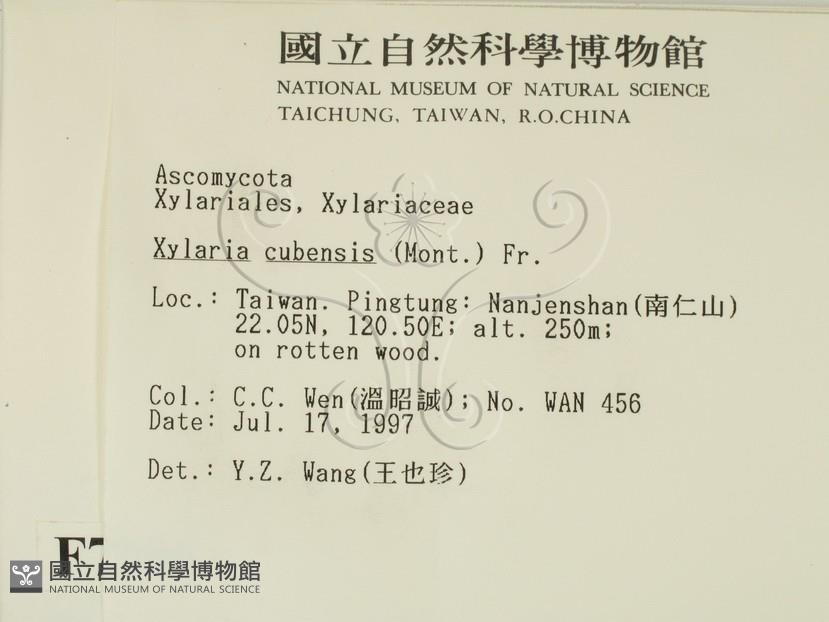 國立自然科學博物館
NATIONAL MUSEUM OF NATURAL SCIENCE
TAICHUNG, TAIWAN, R.O.CHINA
Ascomycota
Xylariales, Xylariaceae
Xylaria cubensis (Mont.) Fr.
Loc.: Taiwan. Pingtung: Nanjenshan(南仁山)
22.05N, 120.50E; alt. 250m;
on rotten wood.
Col.: C.C. Wen(溫昭誠); No. WAN 456
Date: Jul. 17, 1997
Det.: Y.Z. Wang(王也珍)
國立自然科學博物館
NATIONAL MUSEUM OF NATURAL SCIENCE